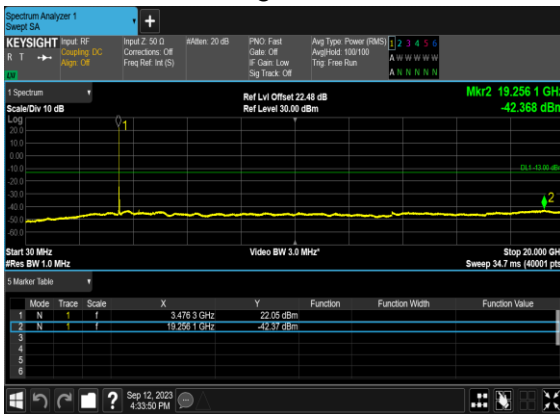 Spectrum Analyzer 1
Swept SA
+
KEYSIGHT Input: RF Input Z: 50 Ω #Atten: 20 dB PNO: Fast Avg Type: Power (RMS) 1 2 3 4 5 6
R T Coupling: DC Corrections: Off Gate: Off Avg|Hold: 100/100 A W W W W W
Align: Off Freq Ref: Int (S) IF Gain: Low Trig: Free Run
LV Sig Track: Off A N N N N N
1 Spectrum Ref Lvl Offset 22.48 dB Mkr2 19.256 1 GHz
Scale/Div 10 dB Ref Level 30.00 dBm -42.368 dBm
Log
20.0
10.0
0.00
-10.0
DL1 -13.00 dBm
-20.0
-30.0
-40.0
-50.0
-60.0
1
2
Start 30 MHz Video BW 3.0 MHz* Stop 20.000 GHz
#Res BW 1.0 MHz Sweep 34.7 ms (40001 pts)
5 Marker Table
Mode Trace Scale X Y Function Function Width Function Value
1 N 1 f 3.476 3 GHz 22.05 dBm
2 N 1 f 19.256 1 GHz -42.37 dBm
3
4
5
6
? Sep 12, 2023
4:33:50 PM